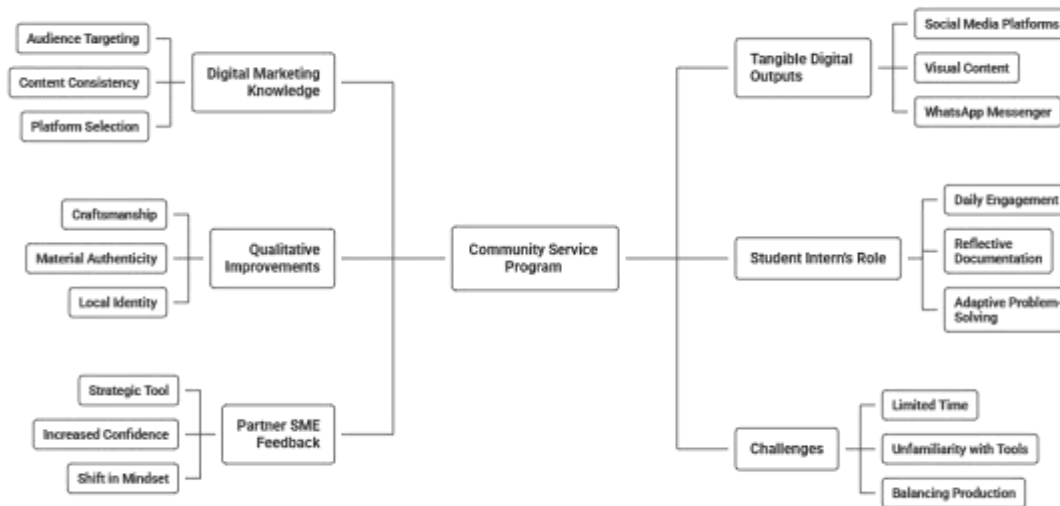 Audience Targeting
Content Consistency
Platform Selection
Digital Marketing
Knowledge
Craftsmanship
Material Authenticity
Local Identity
Qualitative
Improvements
Strategic Tool
Increased Confidence
Shift in Mindset
Partner SME
Feedback
Community Service
Program
Tangible Digital
Outputs
Social Media Platforms
Visual Content
WhatsApp Messenger
Student Intern's Role
Daily Engagement
Reflective
Documentation
Adaptive Problem-
Solving
Challenges
Limited Time
Unfamiliarity with Tools
Balancing Production